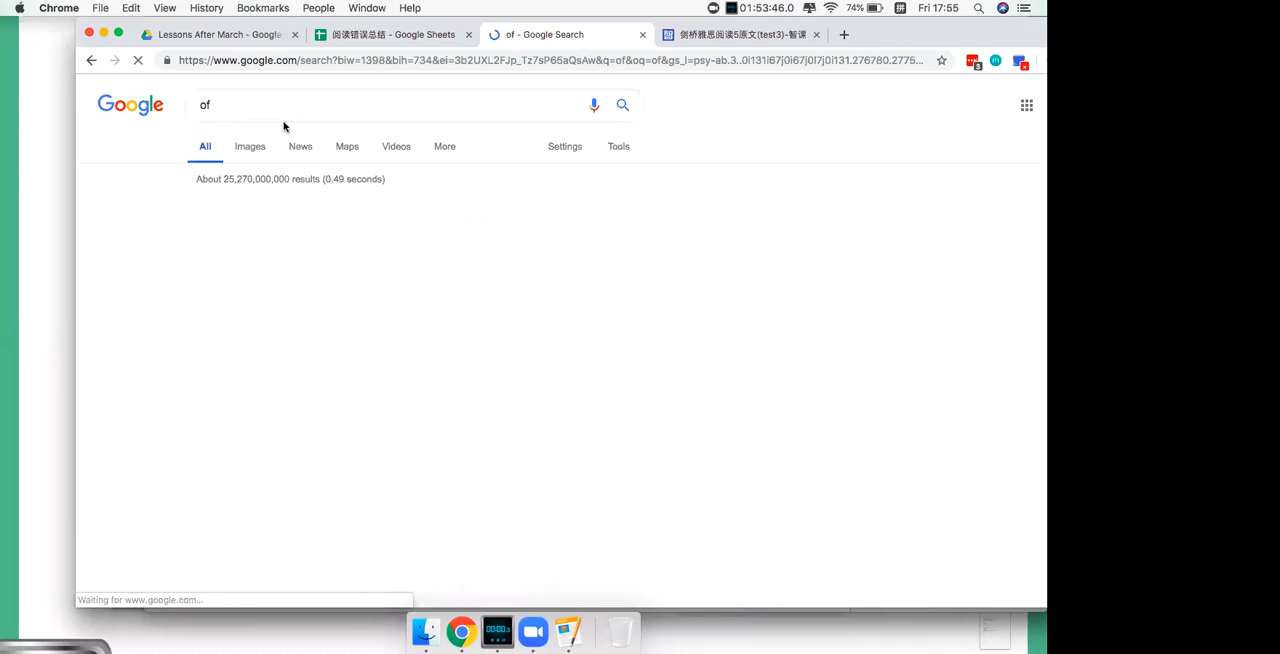 Chrome File Edit View History Bookmarks People Window Help 01:53:46.0 74% 拼 Fri 17:55
Lessons After March - Google 阅读错误总结 - Google Sheets of - Google Search 剑桥雅思阅读5原文(test3)-智课
https://www.google.com/search?biw=1398&bih=734&ei=3b2UXL2FJp_Tz7sP65aQsAw&q=of&oq=of&gs_l=psy-ab.3..0i131i67j0i67j0l7j0i131.276780.2775...
Google of
All Images News Maps Videos More Settings Tools
About 25,270,000,000 results (0.49 seconds)
Waiting for www.google.com...